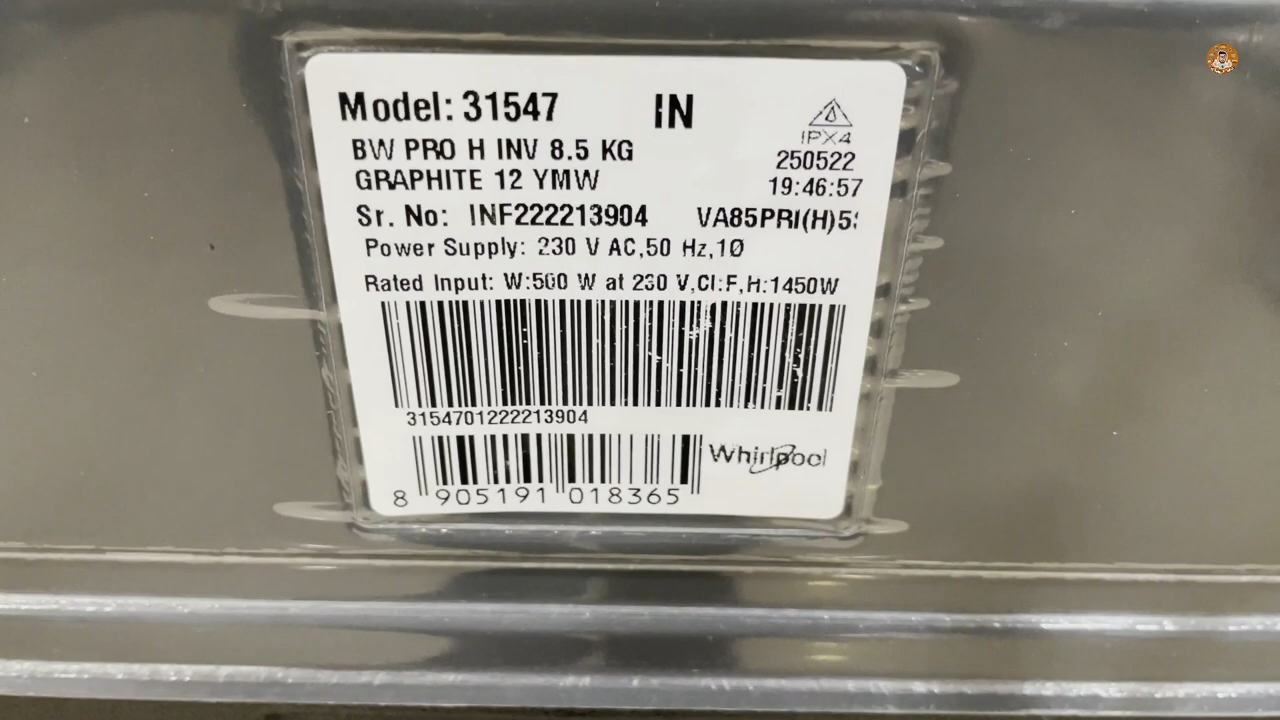 Model: 31547 IN
IPX4
BW PRO H INV 8.5 KG 250522
GRAPHITE 12 YMW 19:46:57
Sr. No: INF222213904 VA85PRI(H)5
Power Supply: 230 V AC,50 Hz,1Ø
Rated Input: W:500 W at 230 V,Cl:F,H:1450W
3154701222213904
Whirlpool
8 905191 018365